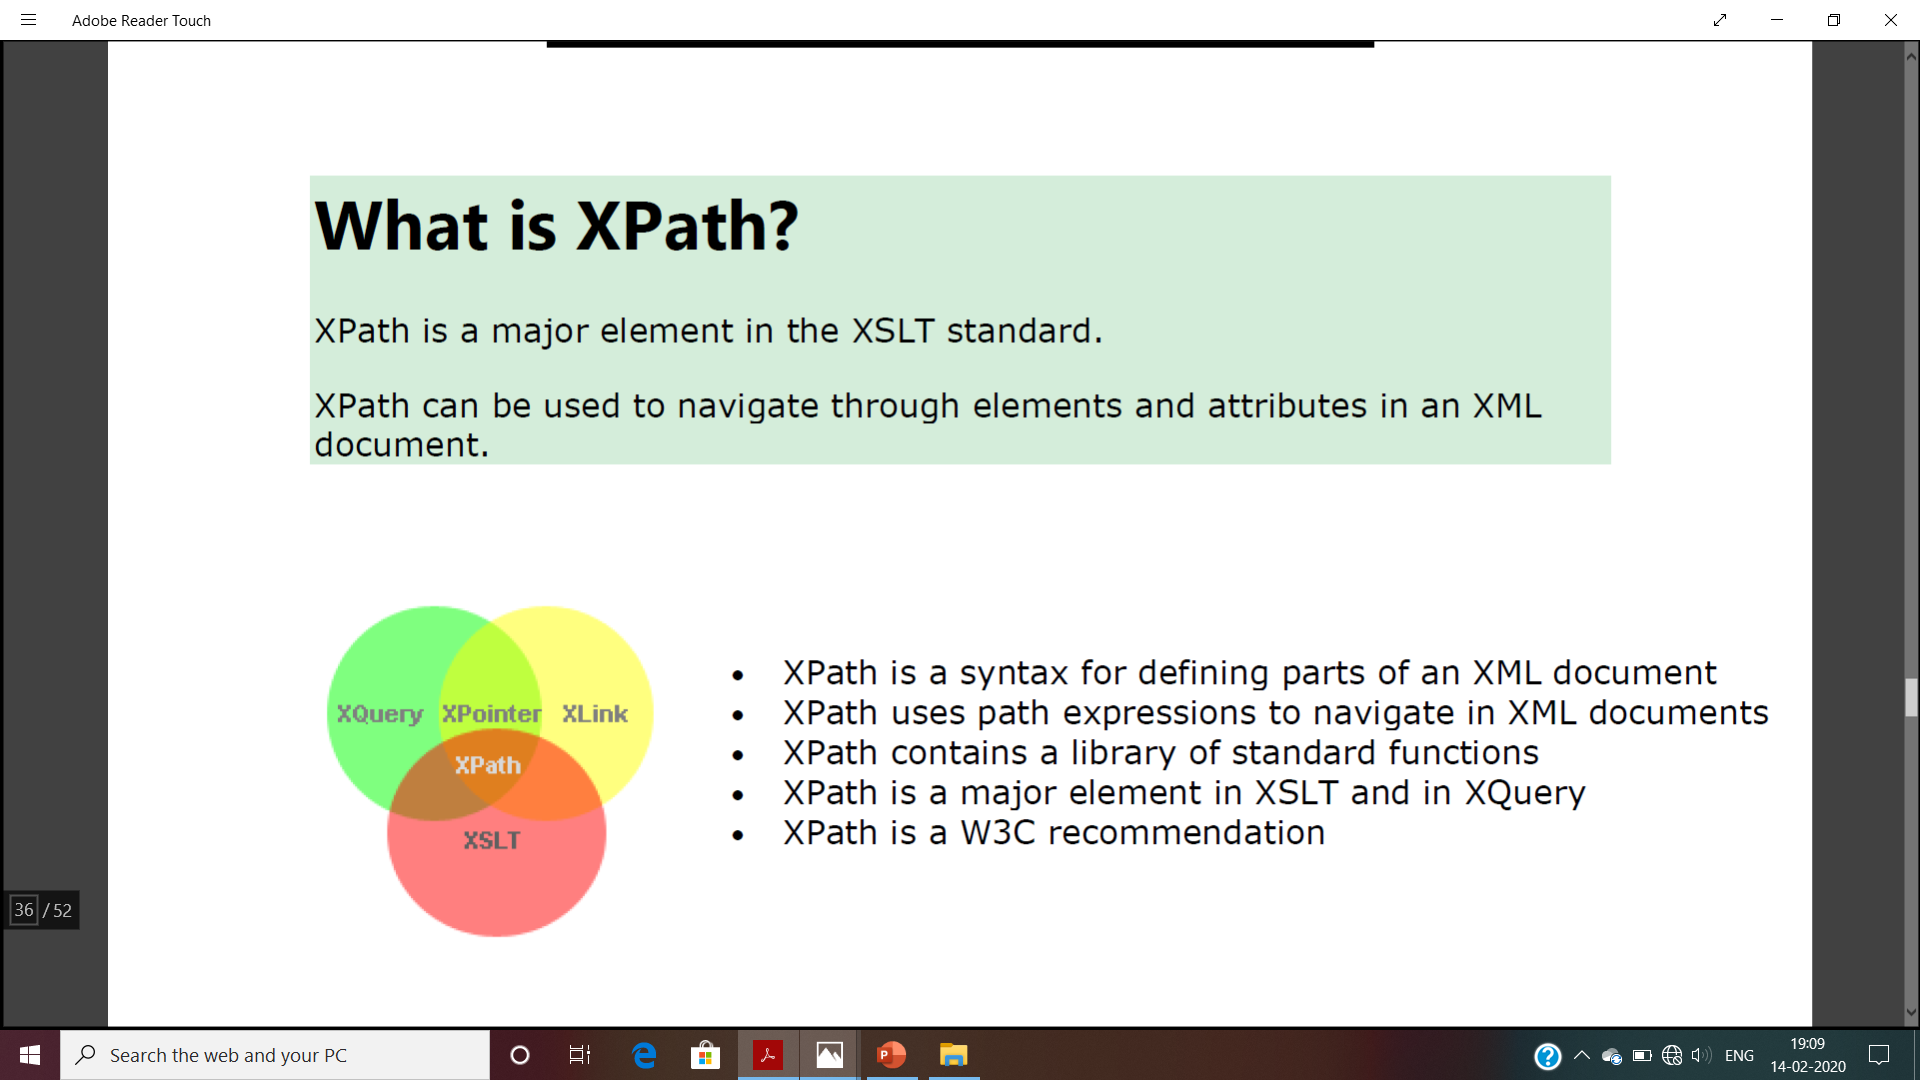 Adobe Reader Touch
What is XPath?
XPath is a major element in the XSLT standard.
XPath can be used to navigate through elements and attributes in an XML
document.
XQuery XPointer XLink
XPath
XSLT
• XPath is a syntax for defining parts of an XML document
• XPath uses path expressions to navigate in XML documents
• XPath contains a library of standard functions
• XPath is a major element in XSLT and in XQuery
• XPath is a W3C recommendation
36 / 52
Search the web and your PC
ENG
19:09
14-02-2020